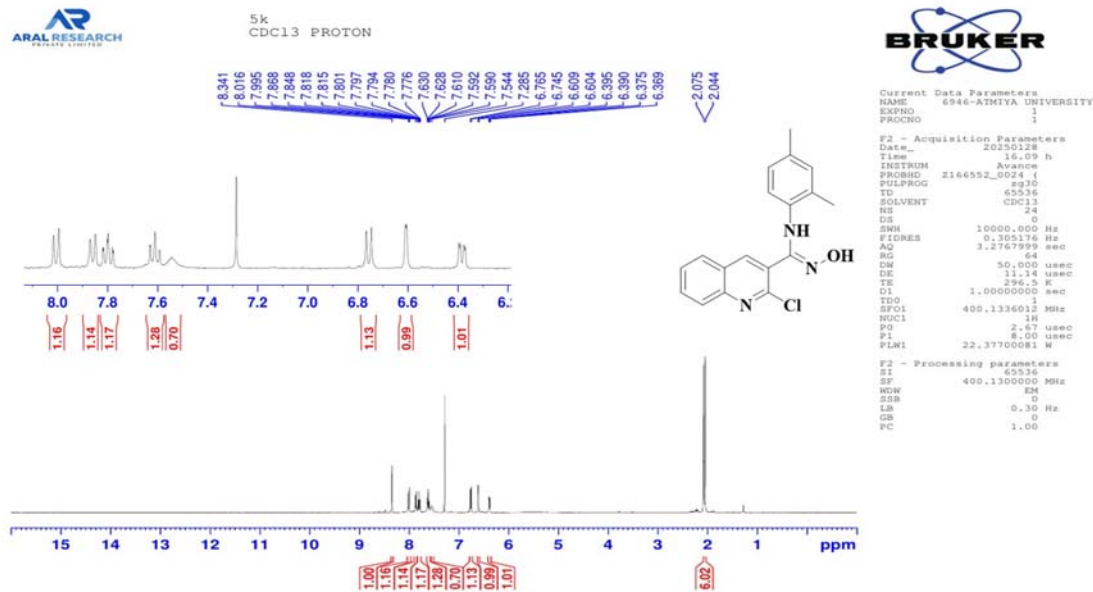 ARAL RESEARCH
PRIVATE LIMITED
5k
CDCl3 PROTON
BRUKER
8.341
8.016
7.995
7.868
7.848
7.818
7.815
7.801
7.797
7.794
7.780
7.776
7.630
7.628
7.610
7.592
7.590
7.544
7.285
6.765
6.745
6.609
6.604
6.395
6.390
6.375
6.369
2.075
2.044
Current Data Parameters
NAME 6946-ATMIYA UNIVERSITY
EXPNO 1
PROCNO 1
F2 - Acquisition Parameters
Date_ 20250128
Time 16.09 h
INSTRUM Avance
PROBHD Z166552_0024 (
PULPROG zg30
TD 65536
SOLVENT CDCl3
NS 24
DS 0
SWH 10000.000 Hz
FIDRES 0.305176 Hz
AQ 3.2767999 sec
RG 64
DW 50.000 usec
DE 11.14 usec
TE 296.5 K
D1 1.00000000 sec
TD0 1
SFO1 400.1336012 MHz
NUC1 1H
P0 2.67 usec
P1 8.00 usec
PLW1 22.37700081 W
F2 - Processing parameters
SI 65536
SF 400.1300000 MHz
WDW EM
SSB 0
LB 0.30 Hz
GB 0
PC 1.00
NH
N OH
N Cl
8.0 7.8 7.6 7.4 7.2 7.0 6.8 6.6 6.4 6.
1.16 1.14 1.17 1.28 0.70 1.13 0.99 1.01
15 14 13 12 11 10 9 8 7 6 5 4 3 2 1 ppm
1.00 1.16 1.14 1.17 1.28 0.70 1.13 0.99 1.01 6.02